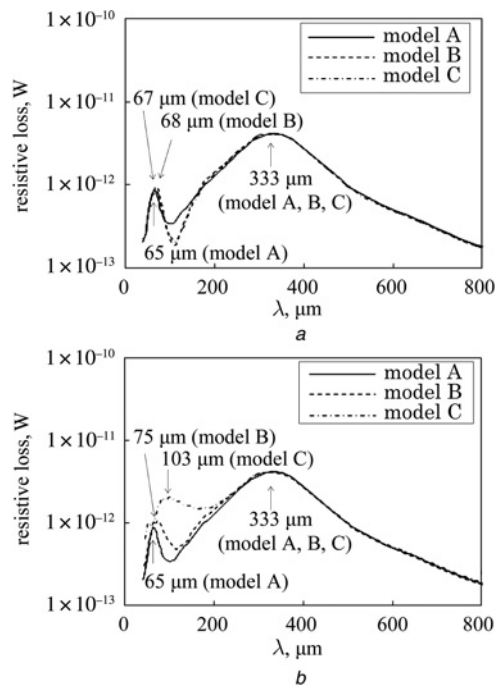 1 × 10⁻¹⁰
model A
model B
model C
resistive loss, W
67 μm (model C)
1 × 10⁻¹¹
68 μm (model B)
1 × 10⁻¹²
333 μm
(model A, B, C)
65 μm (model A)
1 × 10⁻¹³
0
200
400
600
800
λ, μm
a
1 × 10⁻¹⁰
model A
model B
model C
resistive loss, W
75 μm (model B)
1 × 10⁻¹¹
103 μm (model C)
1 × 10⁻¹²
333 μm
(model A, B, C)
65 μm (model A)
1 × 10⁻¹³
0
200
400
600
800
λ, μm
b